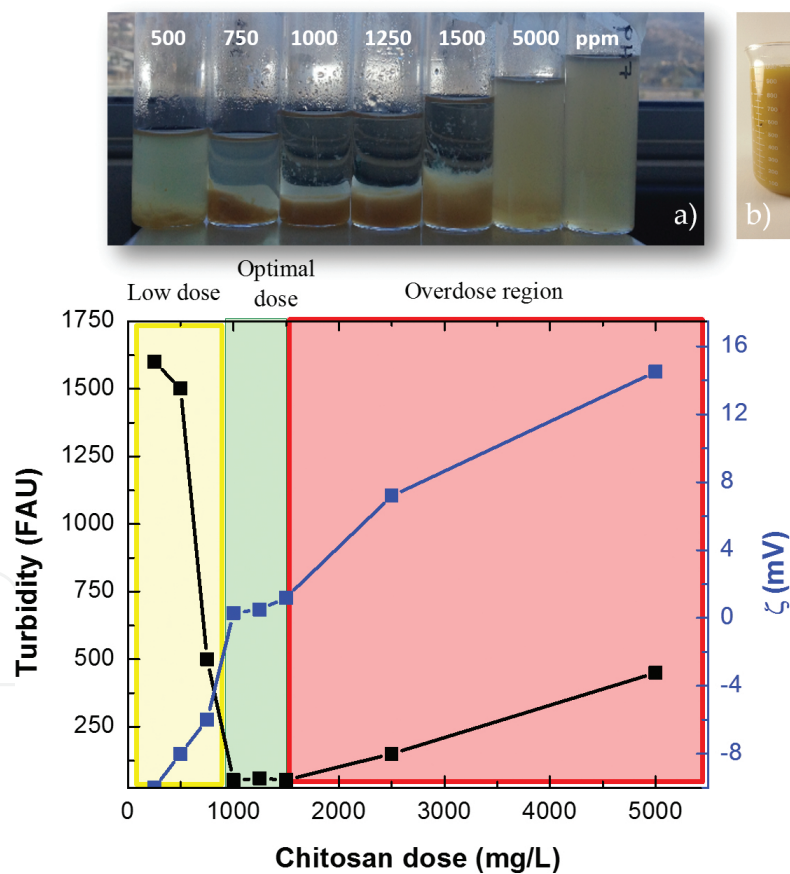 500 750 1000 1250 1500 5000 ppm
a)
b)
Low dose
Optimal
dose
Overdose region
1750
1500
1250
1000
750
500
250
Turbidity (FAU)
16
12
8
4
0
-4
-8
ζ (mV)
0 1000 2000 3000 4000 5000
Chitosan dose (mg/L)